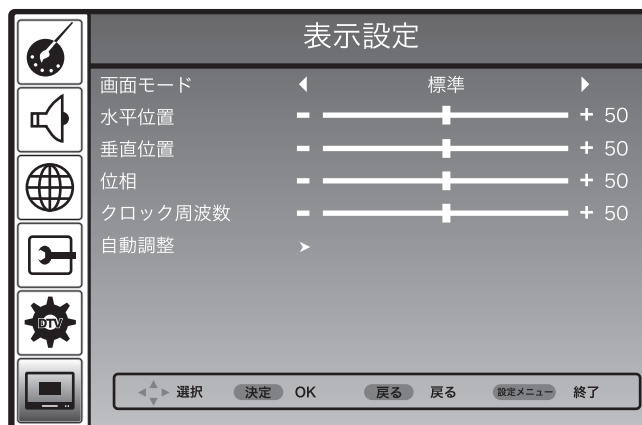 表示設定
画面モード 標準
水平位置 - + 50
垂直位置 - + 50
位相 - + 50
クロック周波数 - + 50
自動調整
DTV
選択 決定 OK 戻る 戻る 設定メニュー 終了